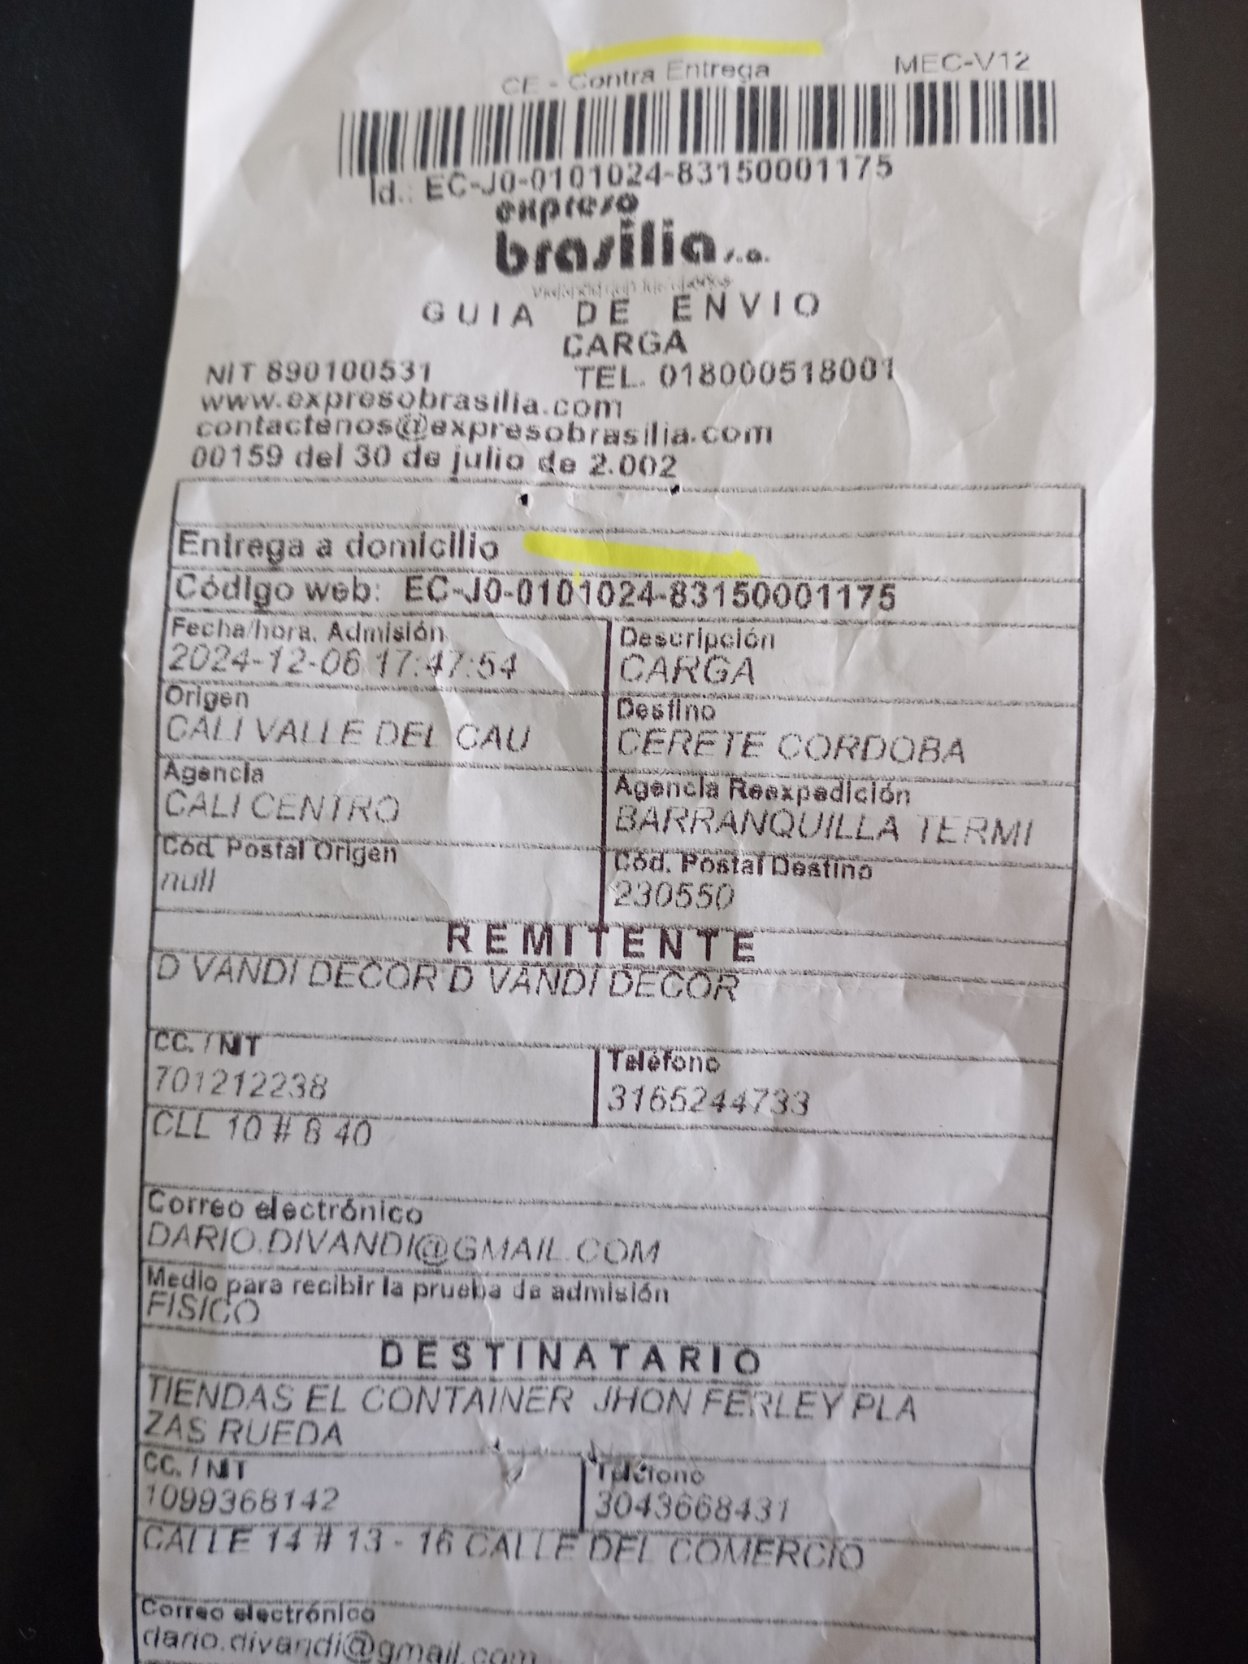 CE - Contra Entrega MEC-V12
Id.: EC-J0-0101024-83150001175
expreso
brasilia s.a.
GUIA DE ENVIO
CARGA
NIT 890100531 TEL. 018000518001
www.expresobrasilia.com
contactenos@expresobrasilia.com
00159 del 30 de julio de 2.002
Entrega a domicilio
Código web: EC-J0-0101024-83150001175
Fecha/hora. Admisión Descripción
2024-12-06 17:47:54 CARGA
Origen Destino
CALI VALLE DEL CAU CERETE CORDOBA
Agencia Agencia Reexpedición
CALI CENTRO BARRANQUILLA TERMI
Cód. Postal Origen Cód. Postal Destino
null 230550
REMITENTE
D VANDI DECOR D VANDI DECOR
CC. / NIT Teléfono
701212238 3165244733
CLL 10 # 8 40
Correo electrónico
DARIO.DIVANDI@GMAIL.COM
Medio para recibir la prueba de admisión
FISICO
DESTINATARIO
TIENDAS EL CONTAINER JHON FERLEY PLA
ZAS RUEDA
CC. / NIT Teléfono
1099368142 3043668431
CALLE 14 # 13 - 16 CALLE DEL COMERCIO
Correo electrónico
dario.divandi@gmail.com